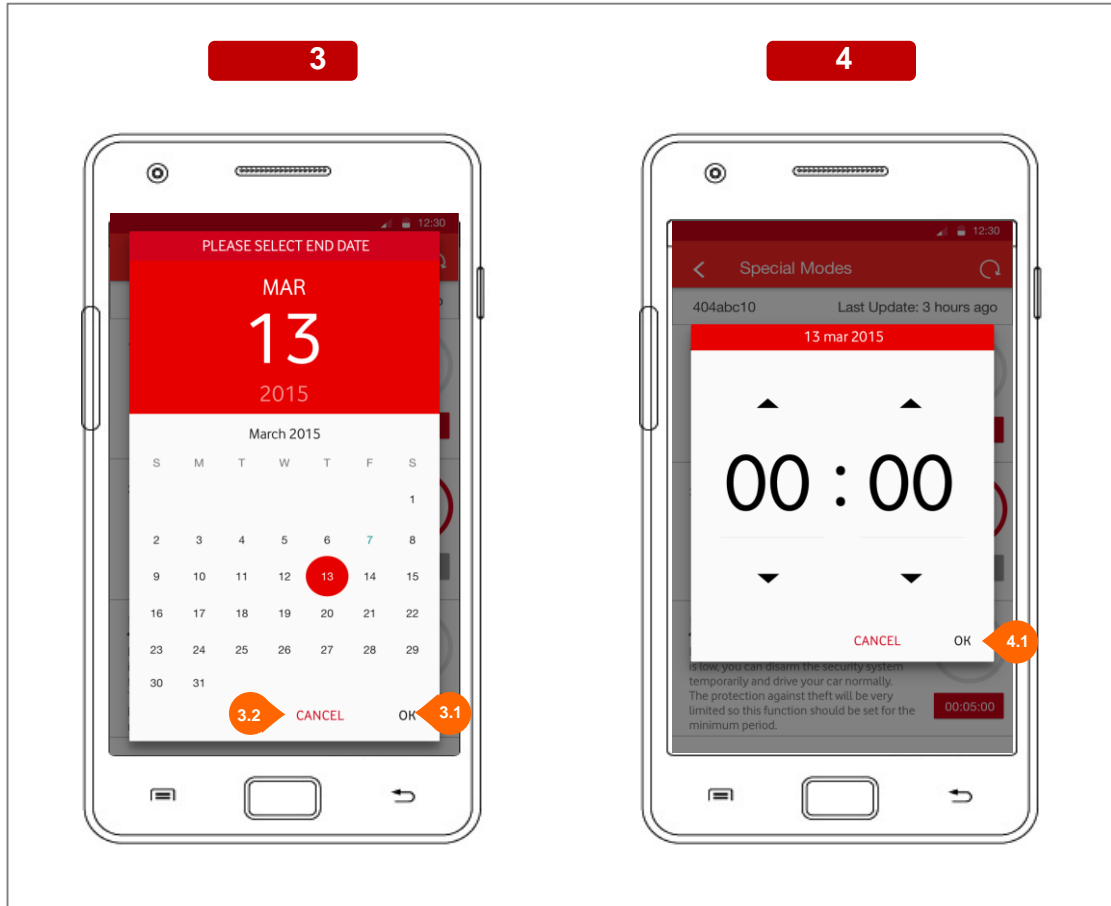 3
12:30
PLEASE SELECT END DATE
MAR
13
2015
March 2015
S M T W T F S
1
2 3 4 5 6 7 8
9 10 11 12 13 14 15
16 17 18 19 20 21 22
23 24 25 26 27 28 29
30 31
3.2 CANCEL OK 3.1
4
12:30
Special Modes
404abc10 Last Update: 3 hours ago
13 mar 2015
00 : 00
CANCEL OK 4.1
is low, you can disarm the security system
temporarily and drive your car normally.
The protection against theft will be very
limited so this function should be set for the
minimum period.
00:05:00